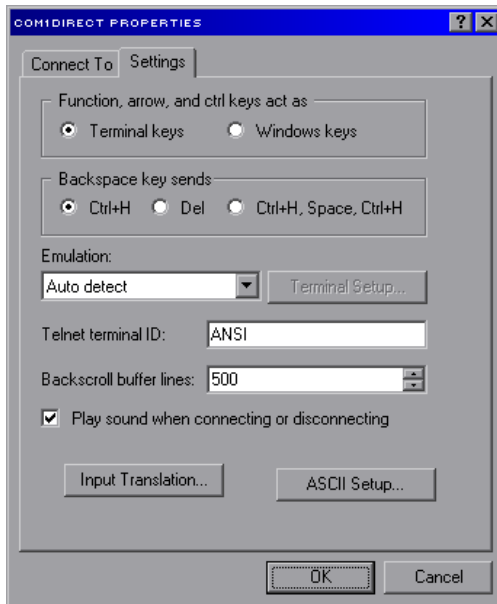 COM1DIRECT PROPERTIES
Connect To Settings
Function, arrow, and ctrl keys act as
Terminal keys Windows keys
Backspace key sends
Ctrl+H Del Ctrl+H, Space, Ctrl+H
Emulation:
Auto detect Terminal Setup...
Telnet terminal ID: ANSI
Backscroll buffer lines: 500
Play sound when connecting or disconnecting
Input Translation... ASCII Setup...
OK Cancel